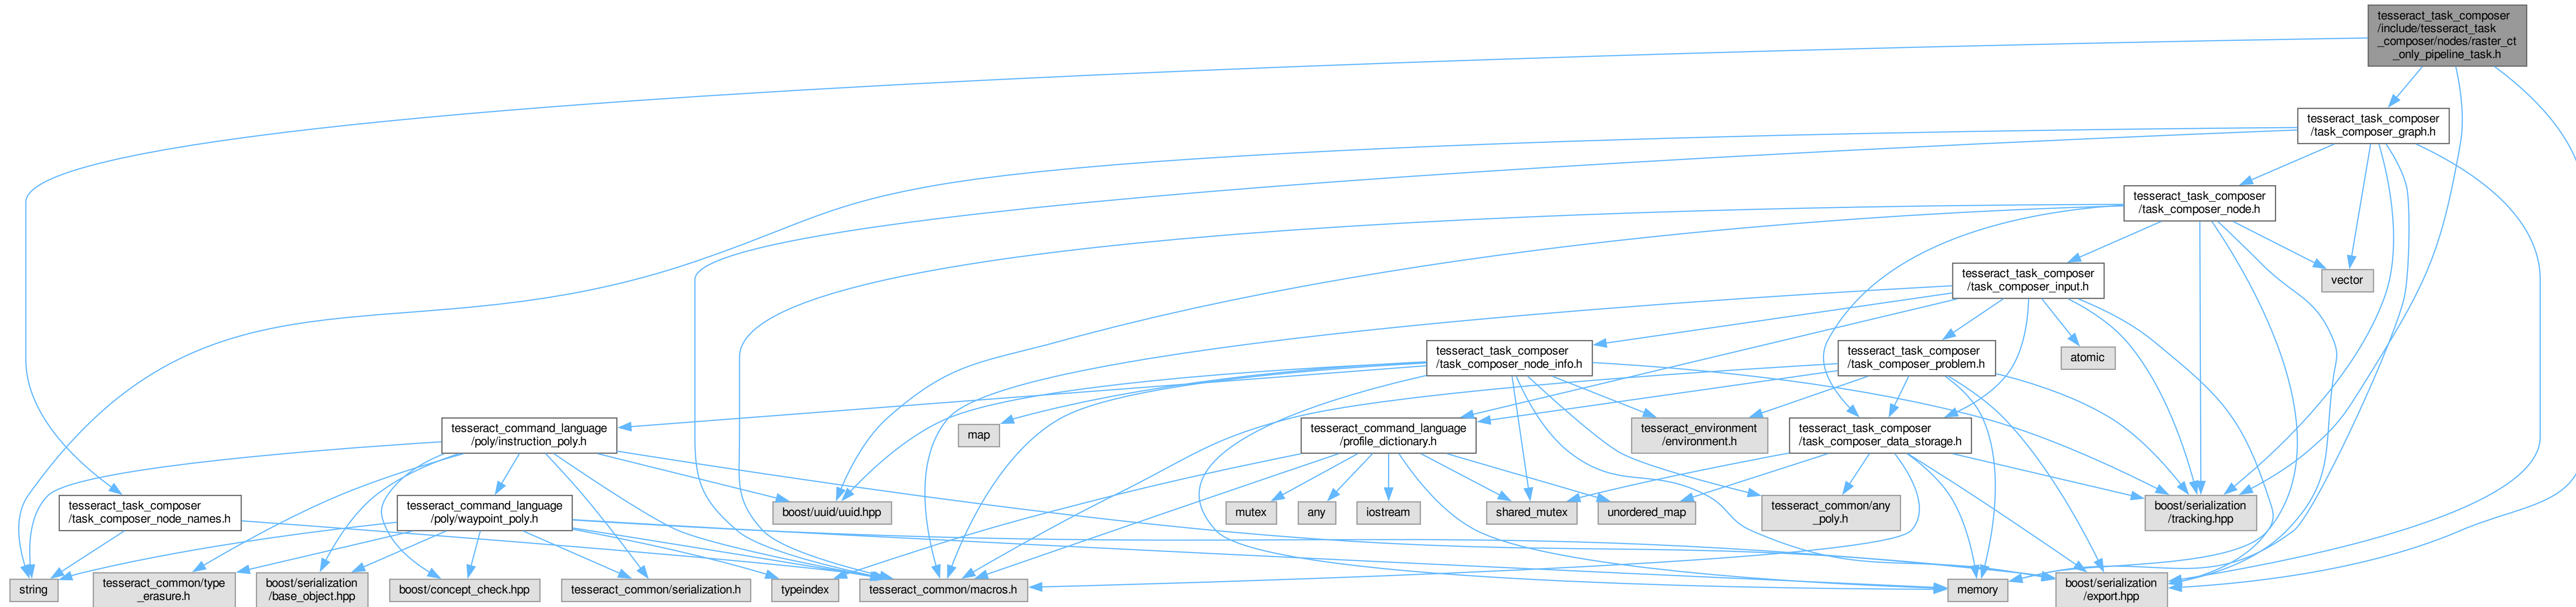 tesseract_task_composer
/include/tesseract_task
_composer/nodes/raster_ct
_only_pipeline_task.h
tesseract_task_composer
/task_composer_graph.h
tesseract_task_composer
/task_composer_node.h
tesseract_task_composer
/task_composer_input.h
vector
tesseract_task_composer
/task_composer_node_info.h
tesseract_task_composer
/task_composer_problem.h
atomic
tesseract_command_language
/poly/instruction_poly.h
map
tesseract_command_language
/profile_dictionary.h
tesseract_environment
/environment.h
tesseract_task_composer
/task_composer_data_storage.h
tesseract_task_composer
/task_composer_node_names.h
tesseract_command_language
/poly/waypoint_poly.h
boost/uuid/uuid.hpp
mutex
any
iostream
shared_mutex
unordered_map
tesseract_common/any
_poly.h
boost/serialization
/tracking.hpp
string
tesseract_common/type
_erasure.h
boost/serialization
/base_object.hpp
boost/concept_check.hpp
tesseract_common/serialization.h
typeindex
tesseract_common/macros.h
memory
boost/serialization
/export.hpp